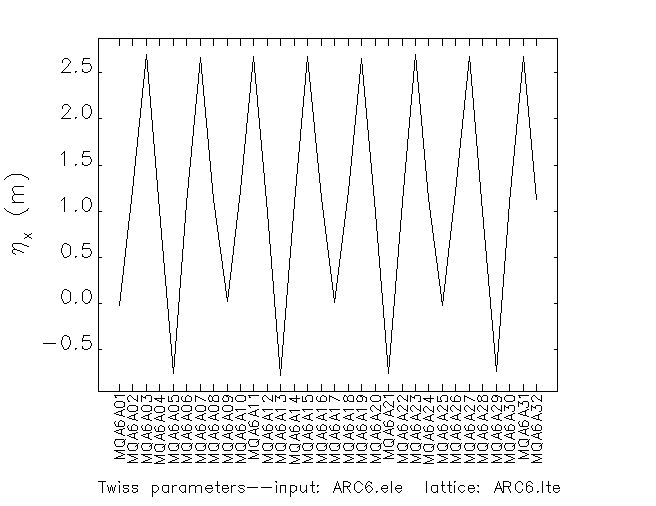 2.5
2.0
1.5
1.0
0.5
0.0
−0.5
ηx (m)
MQA6A01
MQA6A02
MQA6A03
MQA6A04
MQA6A05
MQA6A06
MQA6A07
MQA6A08
MQA6A09
MQA6A10
MQA6A11
MQA6A12
MQA6A13
MQA6A14
MQA6A15
MQA6A16
MQA6A17
MQA6A18
MQA6A19
MQA6A20
MQA6A21
MQA6A22
MQA6A23
MQA6A24
MQA6A25
MQA6A26
MQA6A27
MQA6A28
MQA6A29
MQA6A30
MQA6A31
MQA6A32
Twiss parameters--input: ARC6.ele lattice: ARC6.lte